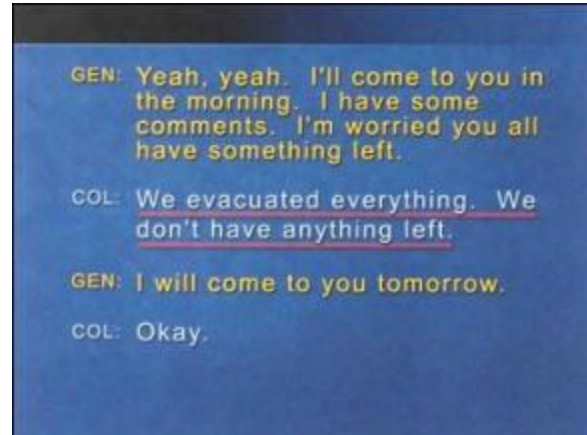 GEN: Yeah, yeah. I'll come to you in
the morning. I have some
comments. I'm worried you all
have something left.
COL: We evacuated everything. We
don't have anything left.
GEN: I will come to you tomorrow.
COL: Okay.